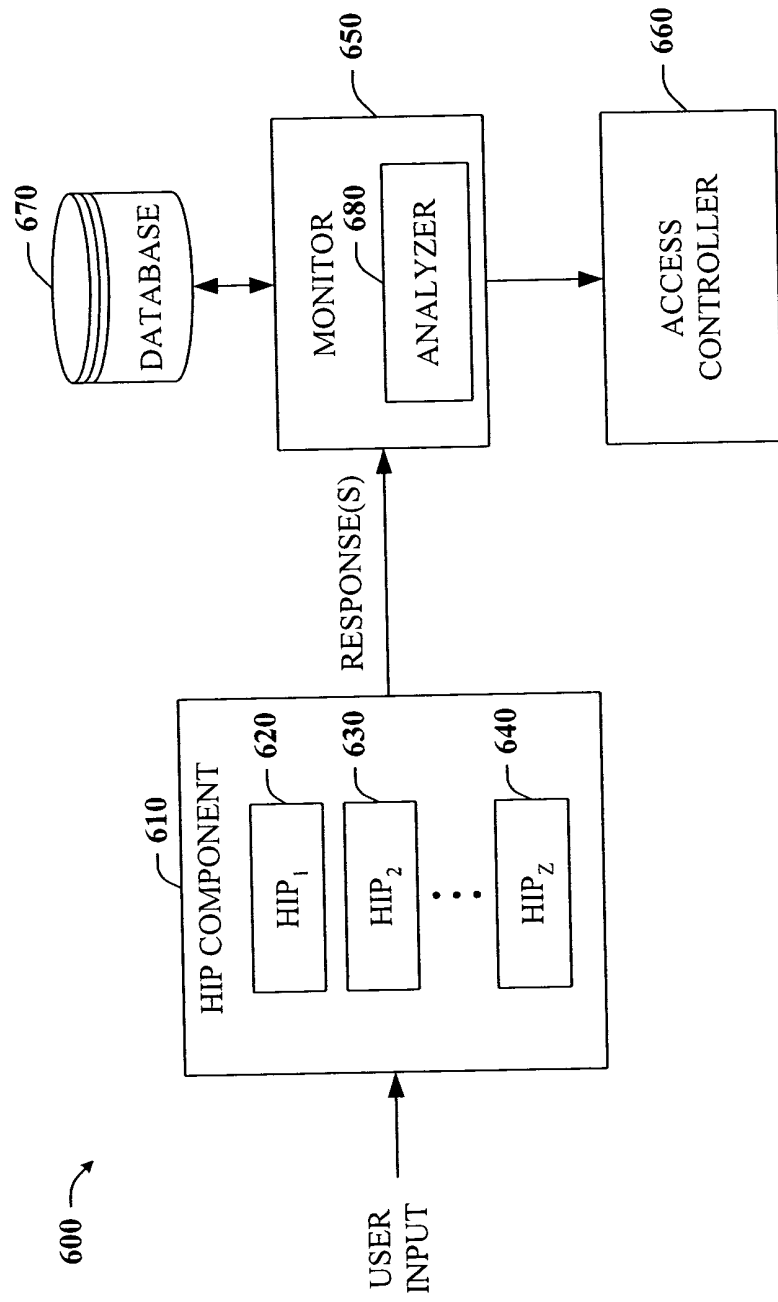 600
USER
INPUT
610
HIP COMPONENT
620
HIP1
630
HIP2
640
HIPZ
RESPONSE(S)
670
DATABASE
650
MONITOR
680
ANALYZER
660
ACCESS
CONTROLLER